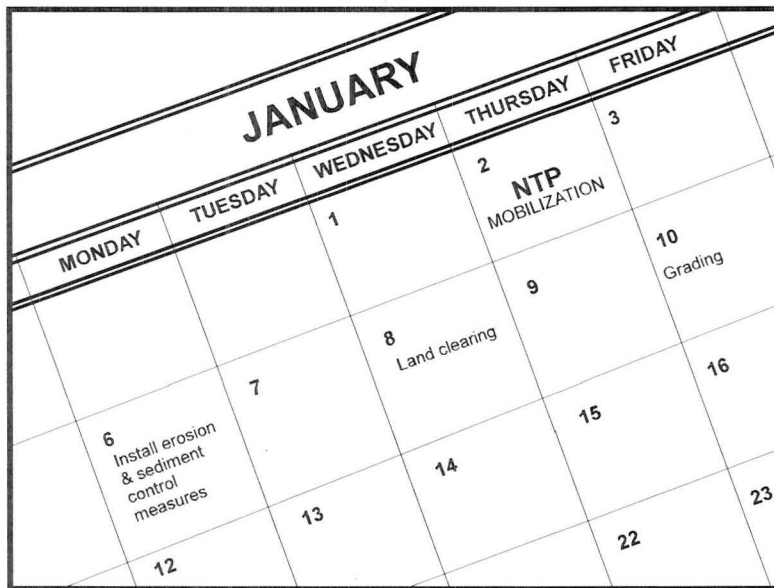 JANUARY
MONDAY
TUESDAY
WEDNESDAY
THURSDAY
FRIDAY
1
2
NTP
MOBILIZATION
3
6
Install erosion
& sediment
control
measures
7
8
Land clearing
9
10
Grading
12
13
14
15
16
22
23